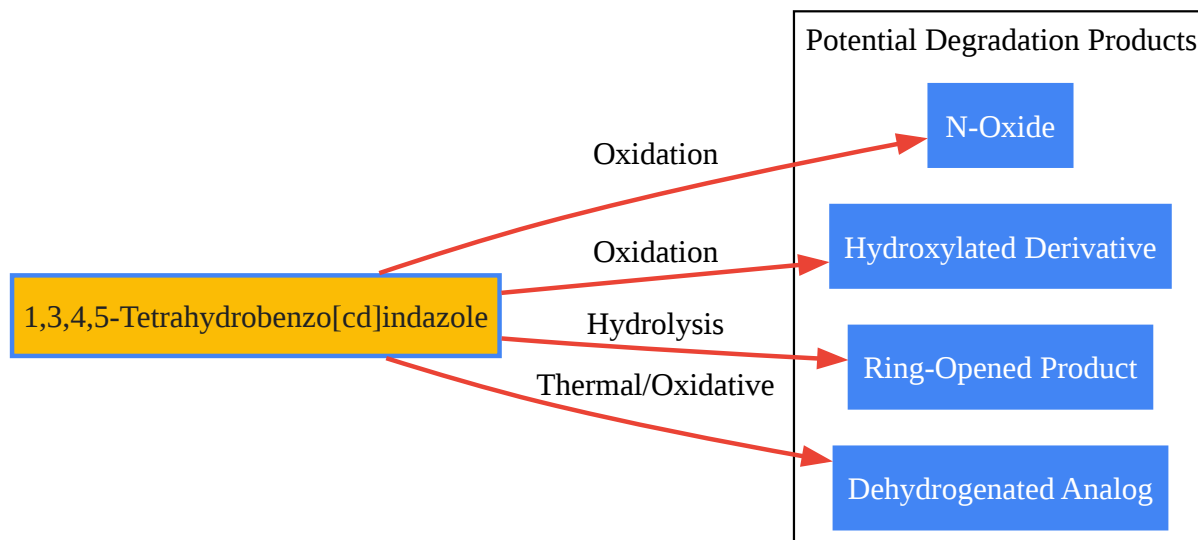 Potential Degradation Products
N-Oxide
Oxidation
Hydroxylated Derivative
Oxidation
1,3,4,5-Tetrahydrobenzo[cd]indazole
Hydrolysis
Ring-Opened Product
Thermal/Oxidative
Dehydrogenated Analog